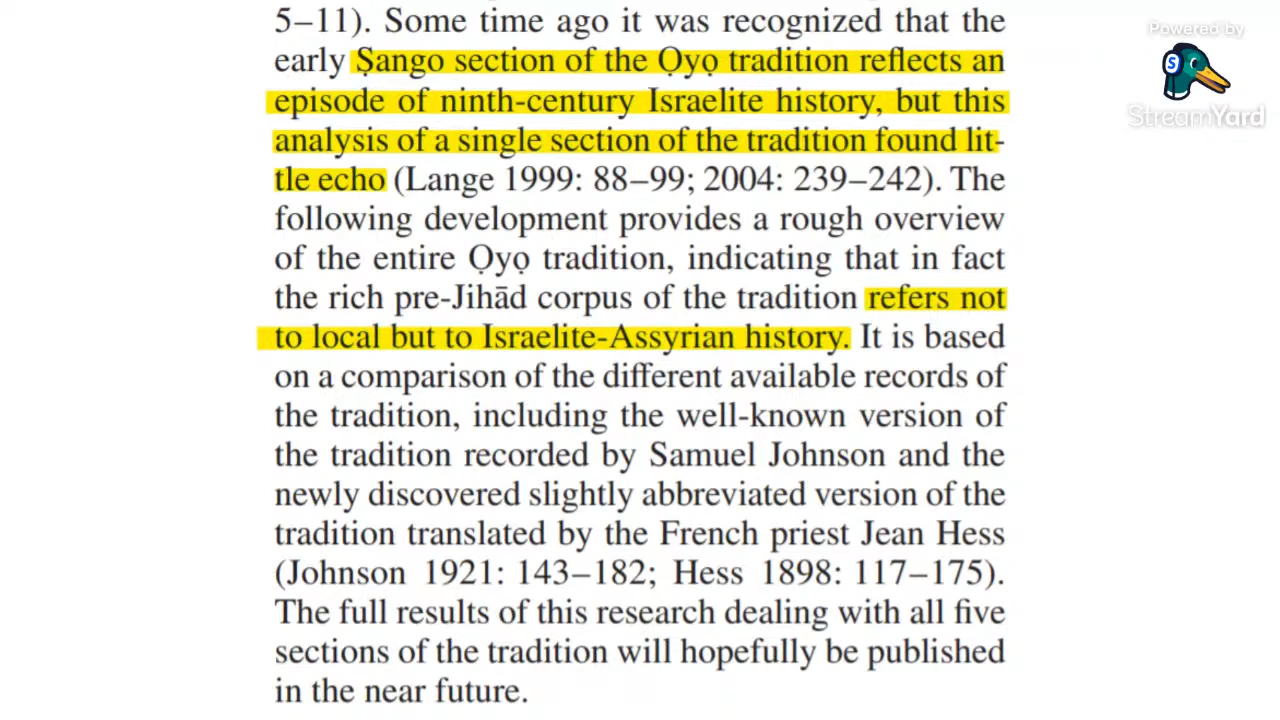 5–11). Some time ago it was recognized that the
early Ṣango section of the Ọyọ tradition reflects an
episode of ninth-century Israelite history, but this
analysis of a single section of the tradition found lit-
tle echo (Lange 1999: 88–99; 2004: 239–242). The
following development provides a rough overview
of the entire Ọyọ tradition, indicating that in fact
the rich pre-Jihād corpus of the tradition refers not
to local but to Israelite-Assyrian history. It is based
on a comparison of the different available records of
the tradition, including the well-known version of
the tradition recorded by Samuel Johnson and the
newly discovered slightly abbreviated version of the
tradition translated by the French priest Jean Hess
(Johnson 1921: 143–182; Hess 1898: 117–175).
The full results of this research dealing with all five
sections of the tradition will hopefully be published
in the near future.
Powered by
S
StreamYard